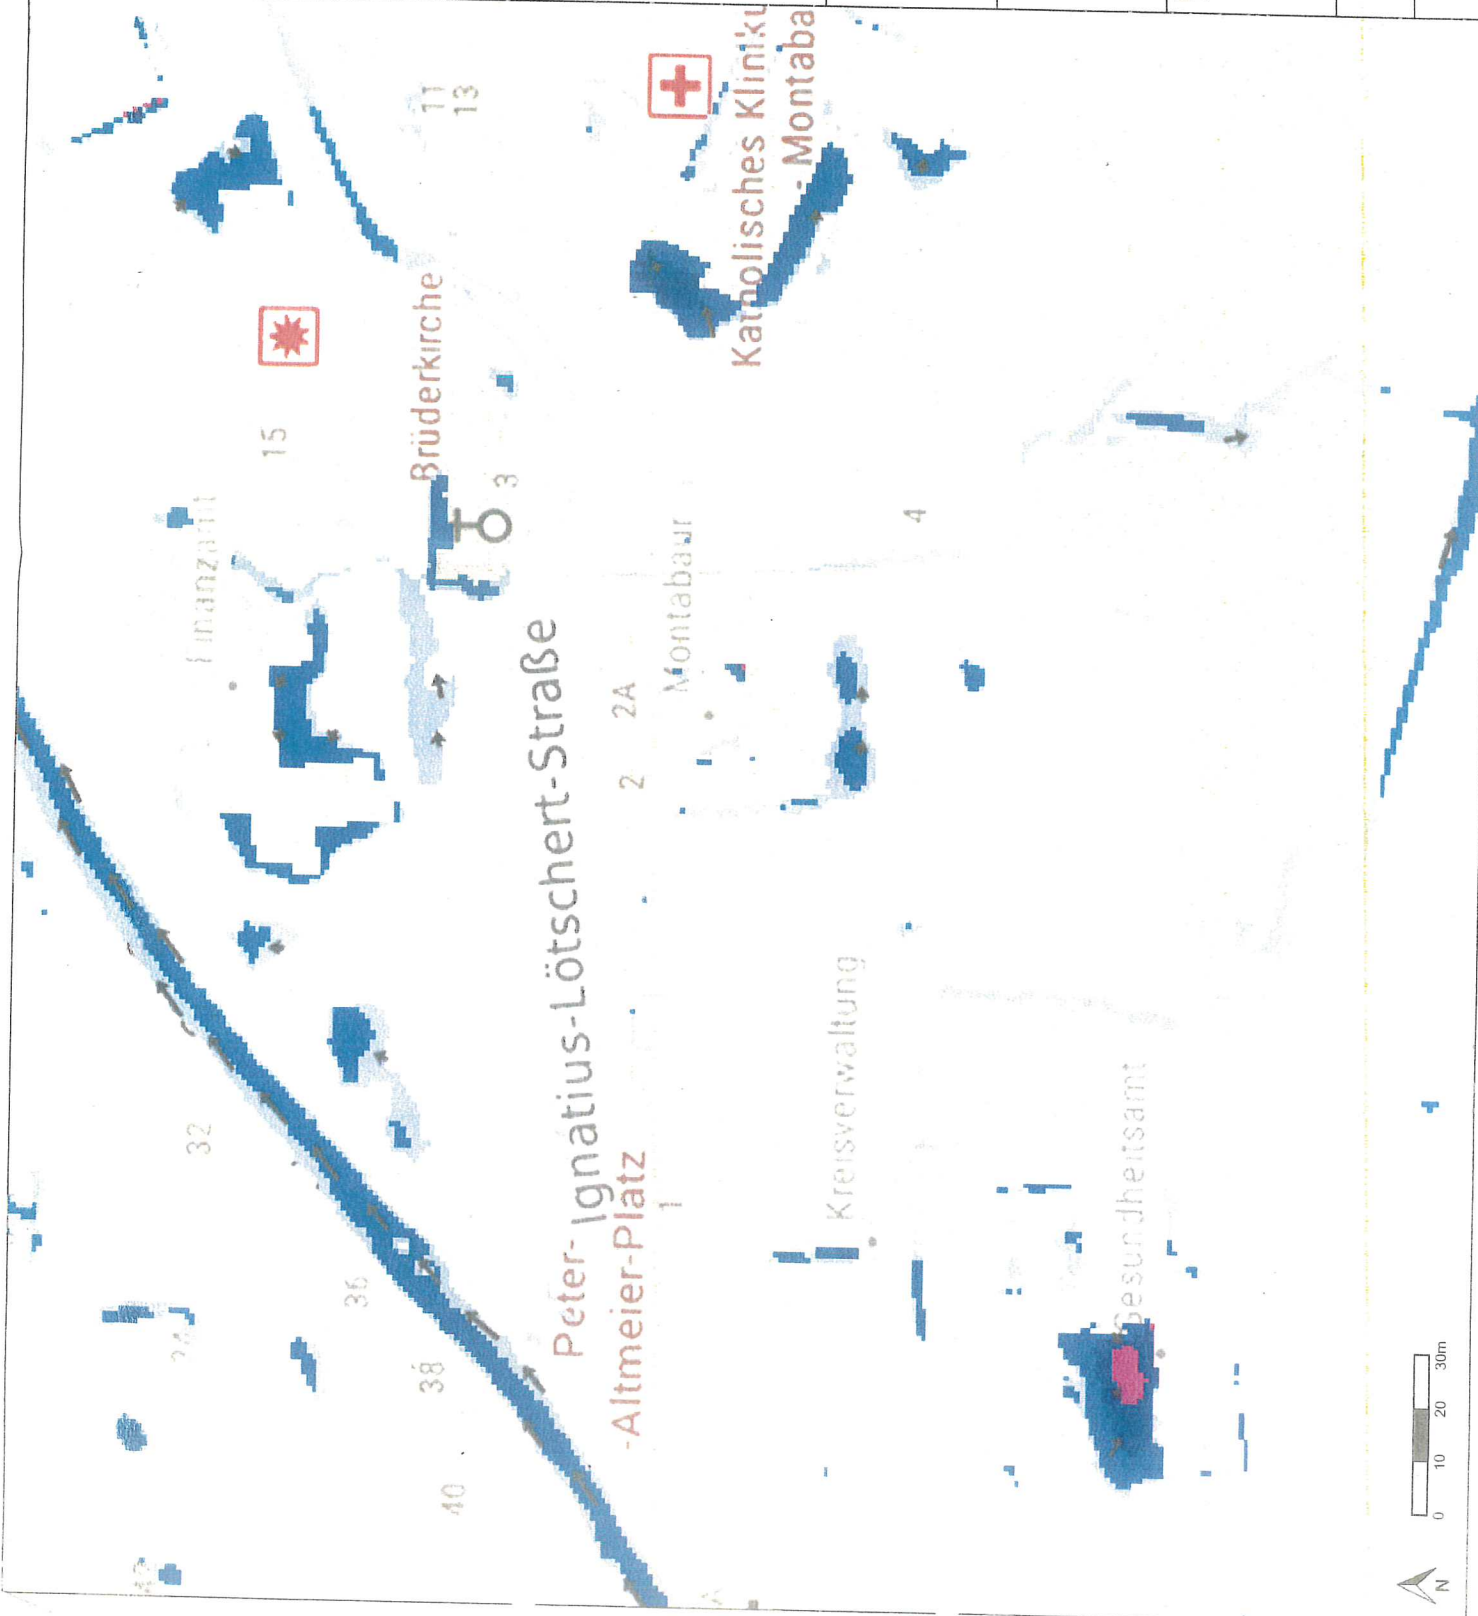 11
13
Katholisches Kliniku
- Montaba
Brüderkirche
15
3
Finanzamt
Montabaur
4
Peter-
Ignatius-Lötschert-Straße
2
2A
32
36
38
40
-Altmeier-Platz
1
Kreisverwaltung
Gesundheitsamt
0
10
20
30m
N